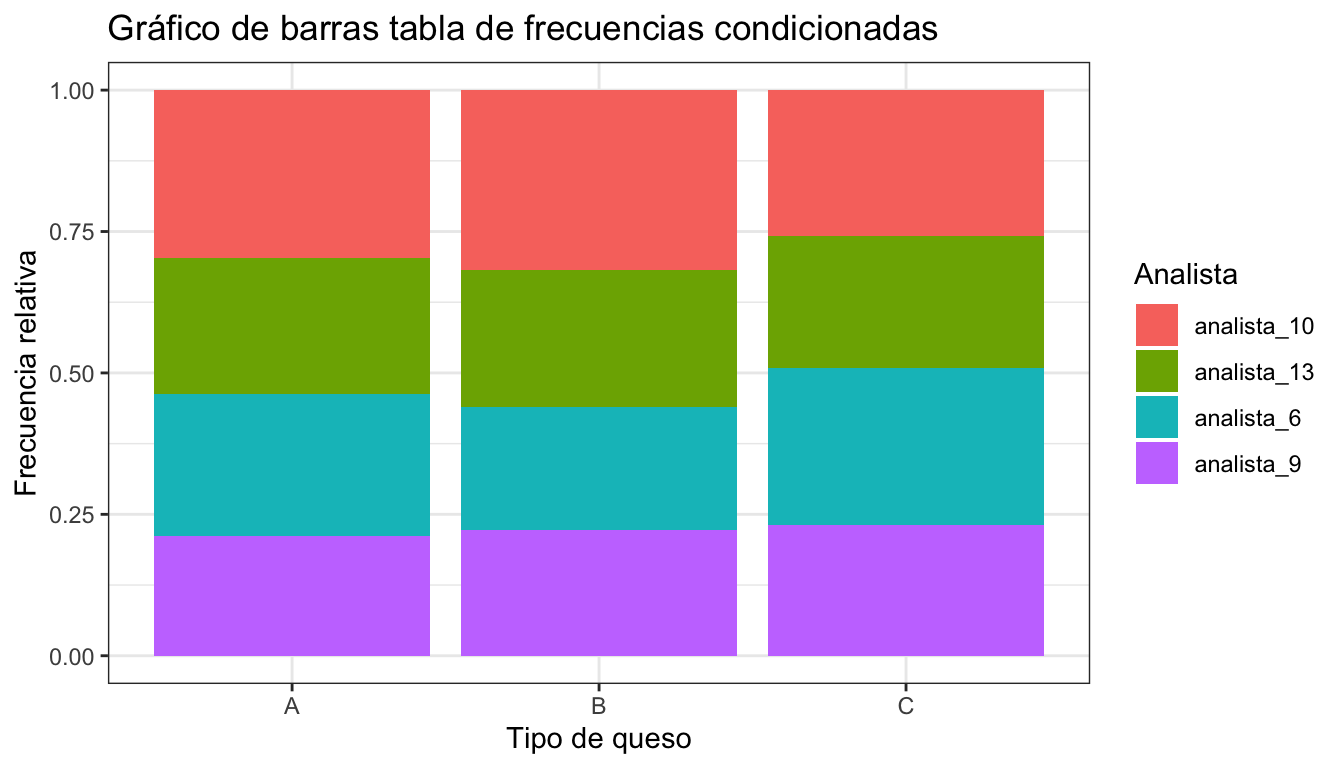 Gráfico de barras tabla de frecuencias condicionadas
1.00
0.75
0.50
0.25
0.00
Frecuencia relativa
A
B
C
Tipo de queso
Analista
analista_10
analista_13
analista_6
analista_9